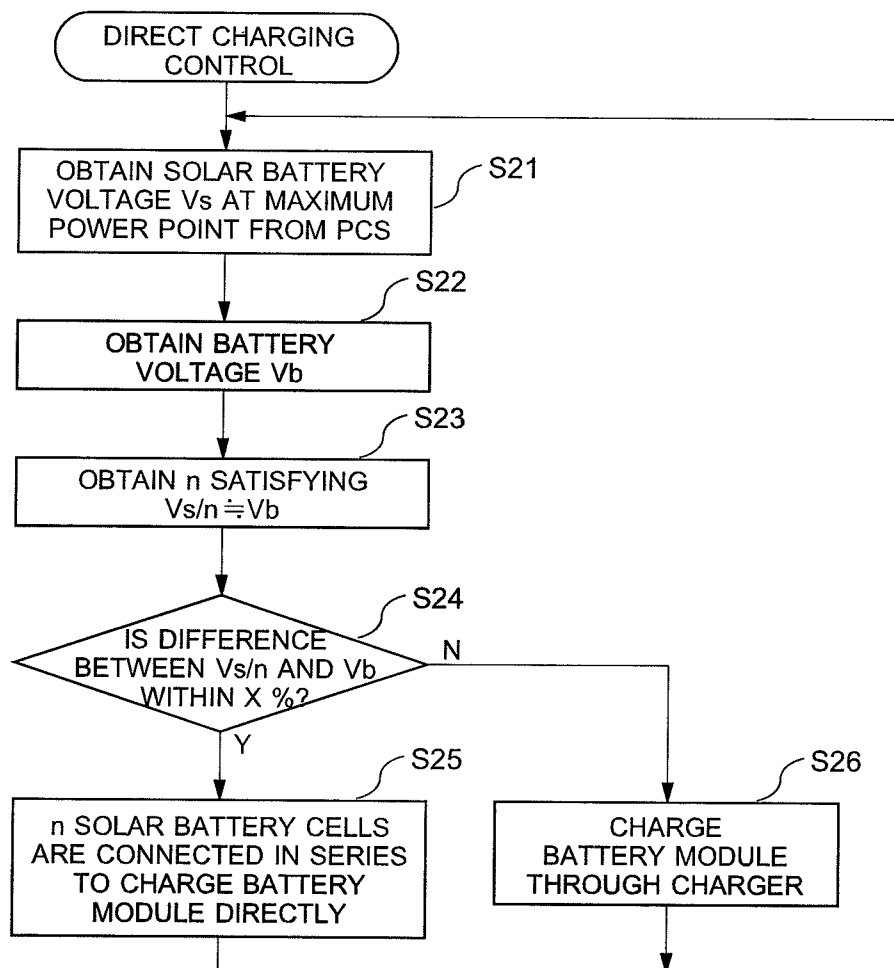 DIRECT CHARGING
CONTROL
S21
OBTAIN SOLAR BATTERY
VOLTAGE Vs AT MAXIMUM
POWER POINT FROM PCS
S22
OBTAIN BATTERY
VOLTAGE Vb
S23
OBTAIN n SATISFYING
Vs/n≒Vb
S24
IS DIFFERENCE
BETWEEN Vs/n AND Vb
WITHIN X %?
N
Y
S25
n SOLAR BATTERY CELLS
ARE CONNECTED IN SERIES
TO CHARGE BATTERY
MODULE DIRECTLY
S26
CHARGE
BATTERY MODULE
THROUGH CHARGER